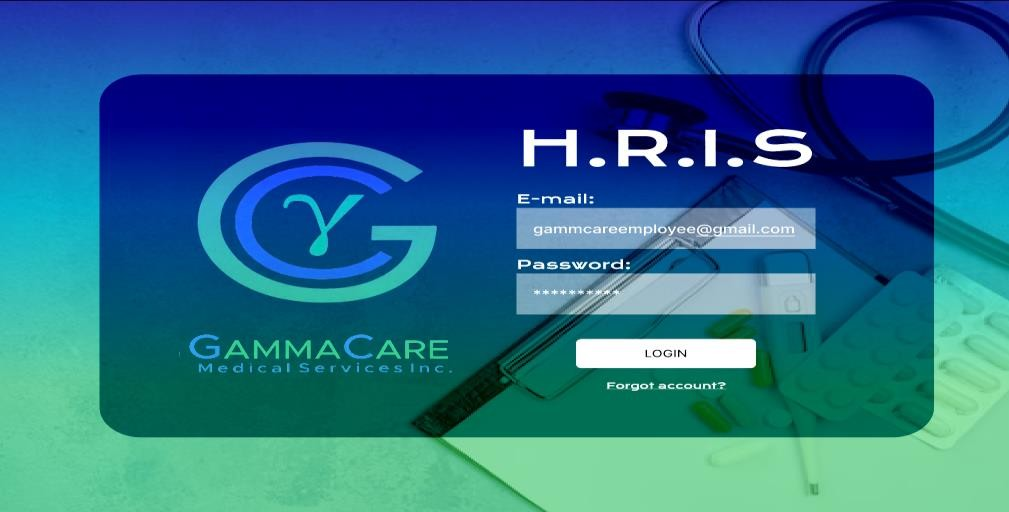 GAMMACARE
Medical Services Inc.
H.R.I.S
E-mail:
gammcareemployee@gmail.com
Password:
**********
LOGIN
Forgot account?